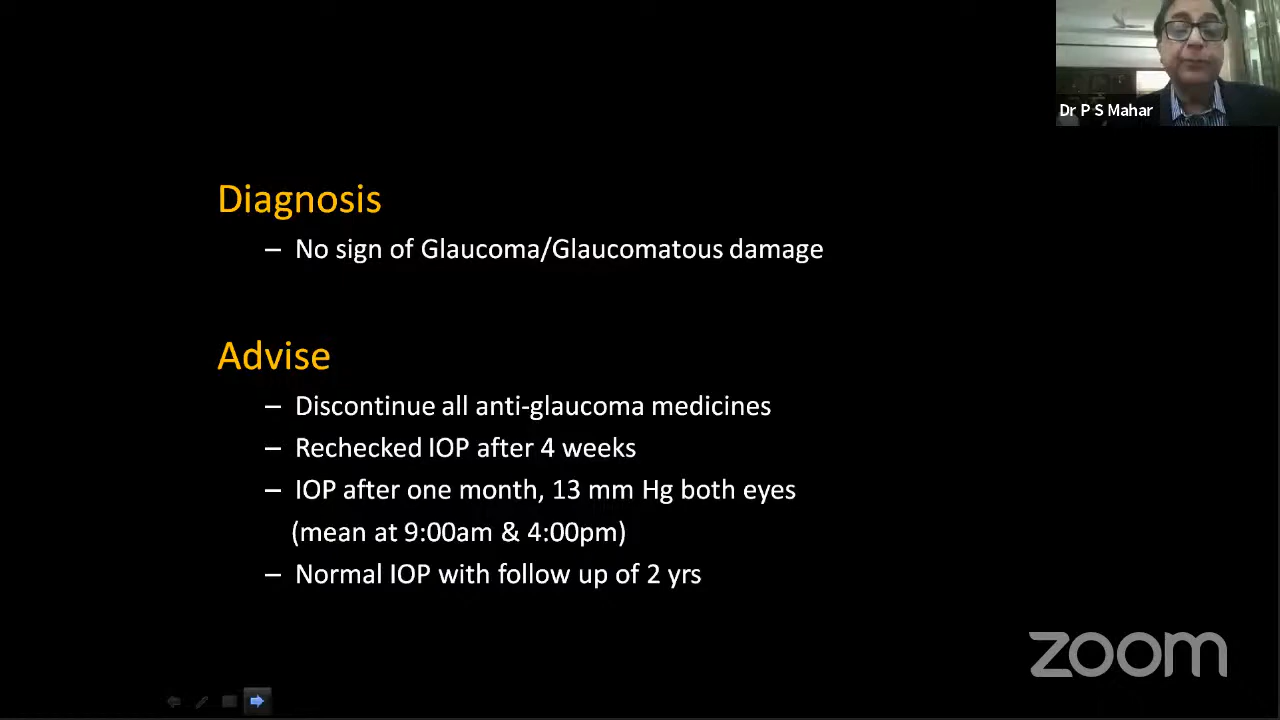 Dr P S Mahar
Diagnosis
– No sign of Glaucoma/Glaucomatous damage
Advise
– Discontinue all anti-glaucoma medicines
– Rechecked IOP after 4 weeks
– IOP after one month, 13 mm Hg both eyes
(mean at 9:00am & 4:00pm)
– Normal IOP with follow up of 2 yrs
zoom